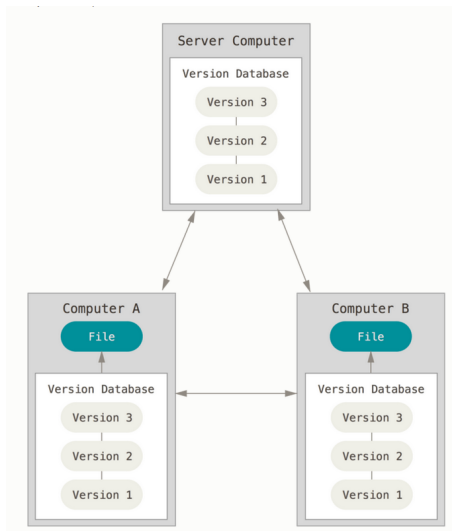 Server Computer
Version Database
Version 3
Version 2
Version 1
Computer A
File
Version Database
Version 3
Version 2
Version 1
Computer B
File
Version Database
Version 3
Version 2
Version 1